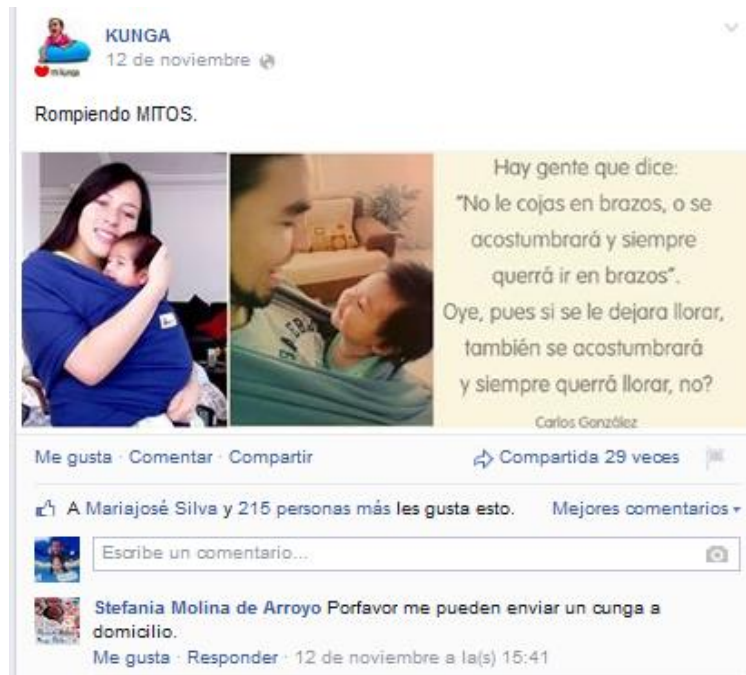 KUNGA
12 de noviembre
Rompiendo MITOS.
Hay gente que dice:
"No le cojas en brazos, o se
acostumbrará y siempre
querrá ir en brazos".
Oye, pues si se le dejara llorar,
también se acostumbrará
y siempre querrá llorar, no?
Carlos González
Me gusta · Comentar · Compartir
Compartida 29 veces
A Mariajosé Silva y 215 personas más les gusta esto.
Mejores comentarios
Escribe un comentario...
Stefania Molina de Arroyo Porfavor me pueden enviar un cunga a
domicilio.
Me gusta · Responder · 12 de noviembre a la(s) 15:41